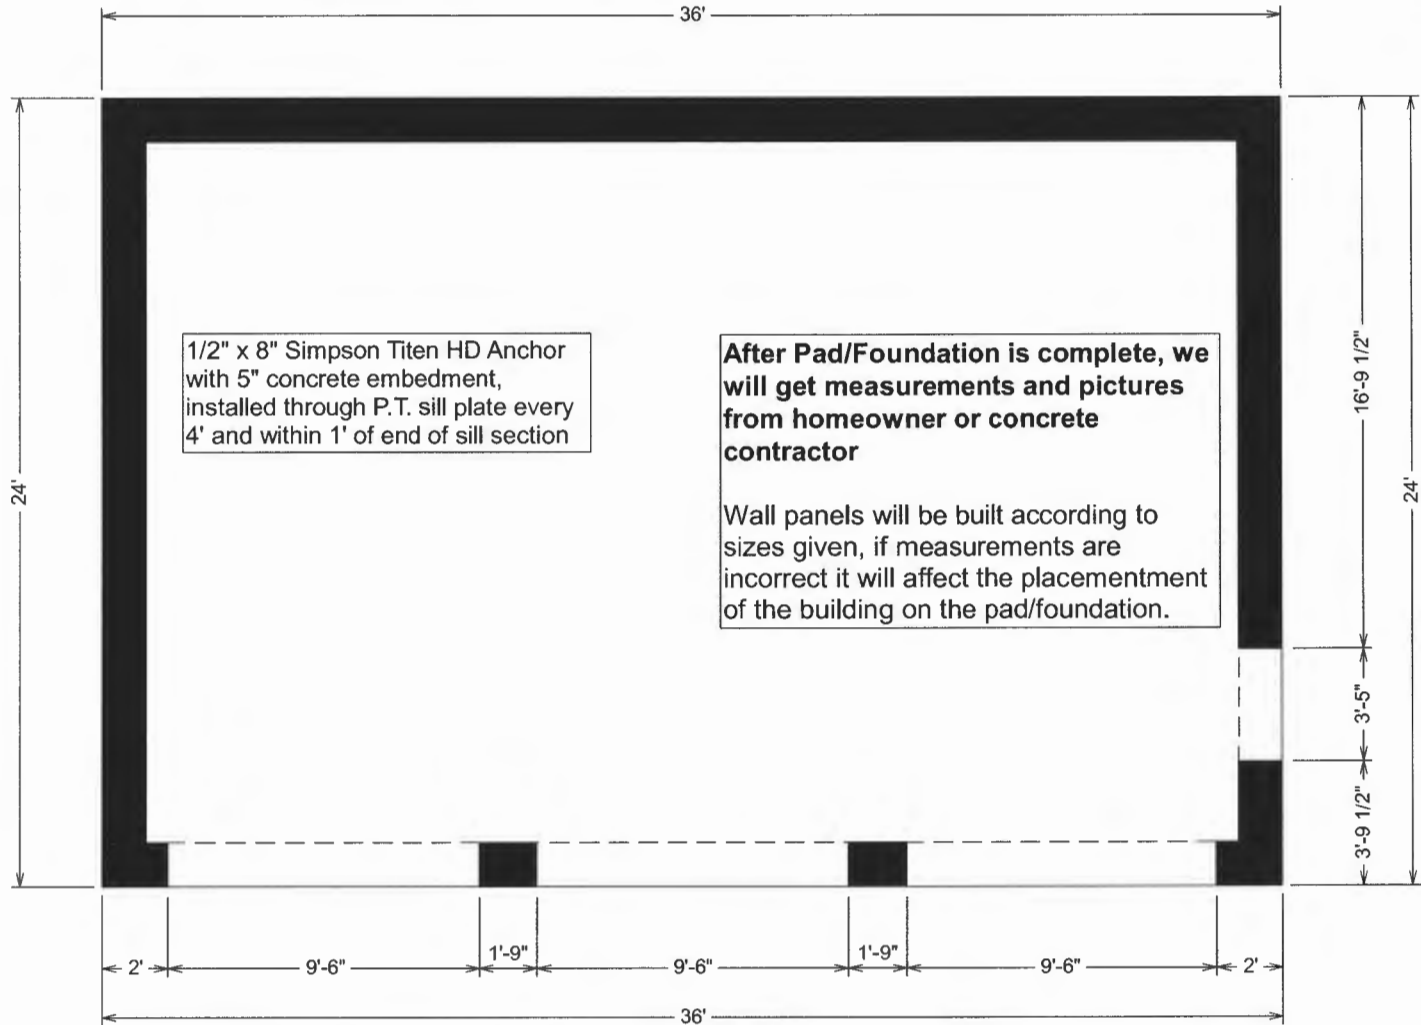 36'
1/2" x 8" Simpson Titen HD Anchor
with 5" concrete embedment,
installed through P.T. sill plate every
4' and within 1' of end of sill section
After Pad/Foundation is complete, we
will get measurements and pictures
from homeowner or concrete
contractor
Wall panels will be built according to
sizes given, if measurements are
incorrect it will affect the placementment
of the building on the pad/foundation.
24'
16'-9 1/2"
24'
3'-5"
3'-9 1/2"
2'
9'-6"
1'-9"
9'-6"
1'-9"
9'-6"
2'
36'